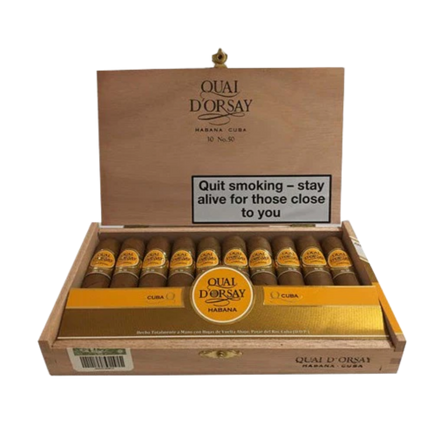 QUAI
D'ORSAY
HABANA CUBA
10 No. 50
Quit smoking – stay
alive for those close
to you
CUBA
QUAI
D'ORSAY
HABANA
CUBA
QUAI D'ORSAY
HABANA CUBA